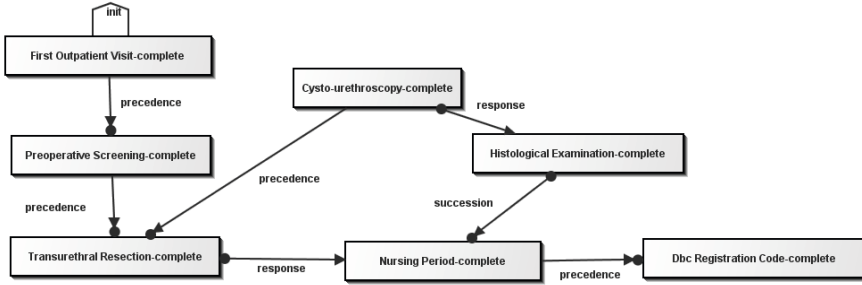 init
First Outpatient Visit-complete
precedence
Cysto-urethroscopy-complete
response
Preoperative Screening-complete
Histological Examination-complete
precedence
precedence
succession
Transurethral Resection-complete
response
Nursing Period-complete
precedence
Dbc Registration Code-complete